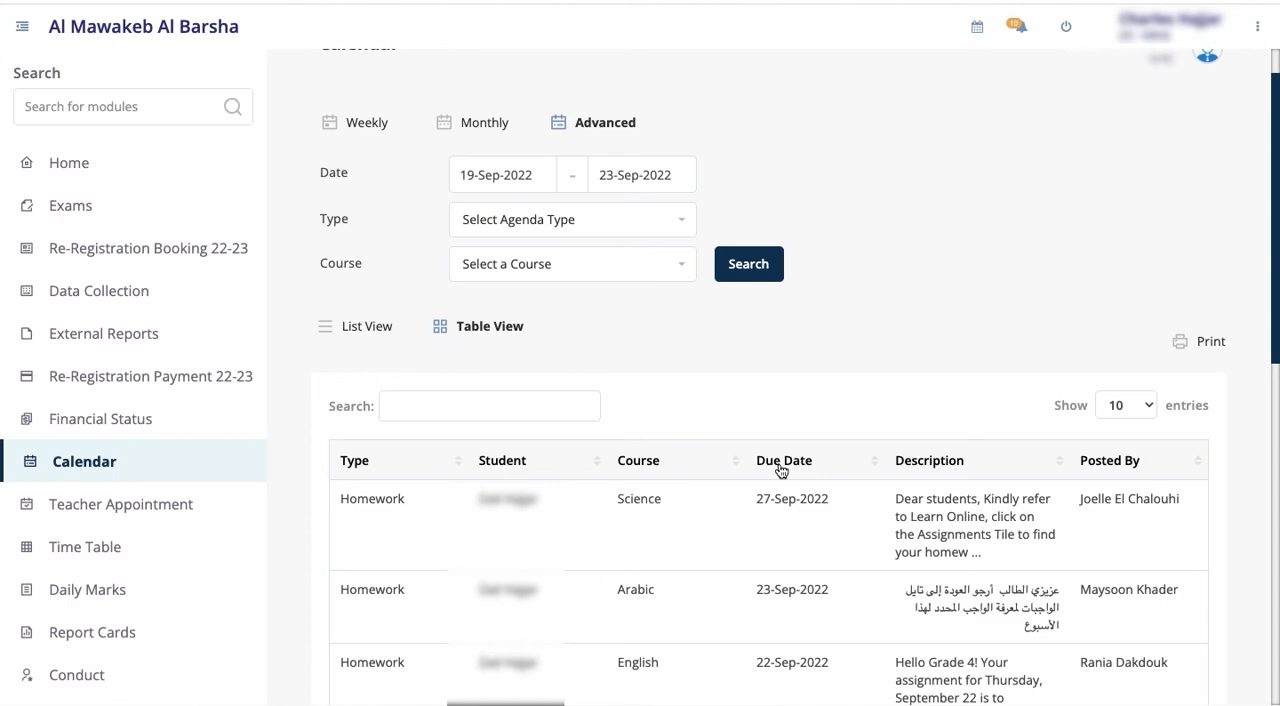 Al Mawakeb Al Barsha
10
Search
Search for modules
Home
Exams
Re-Registration Booking 22-23
Data Collection
External Reports
Re-Registration Payment 22-23
Financial Status
Calendar
Teacher Appointment
Time Table
Daily Marks
Report Cards
Conduct
Weekly Monthly Advanced
Date 19-Sep-2022 - 23-Sep-2022
Type Select Agenda Type
Course Select a Course Search
List View Table View
Print
Search: Show 10 entries
Type Student Course Due Date Description Posted By
Homework Science 27-Sep-2022 Dear students, Kindly refer Joelle El Chalouhi
to Learn Online, click on
the Assignments Tile to find
your homew ...
Homework Arabic 23-Sep-2022 عزيزي الطالب أرجو العودة إلى تايل Maysoon Khader
الواجبات لمعرفة الواجب المحدد لهذا
الأسبوع
Homework English 22-Sep-2022 Hello Grade 4! Your Rania Dakdouk
assignment for Thursday,
September 22 is to